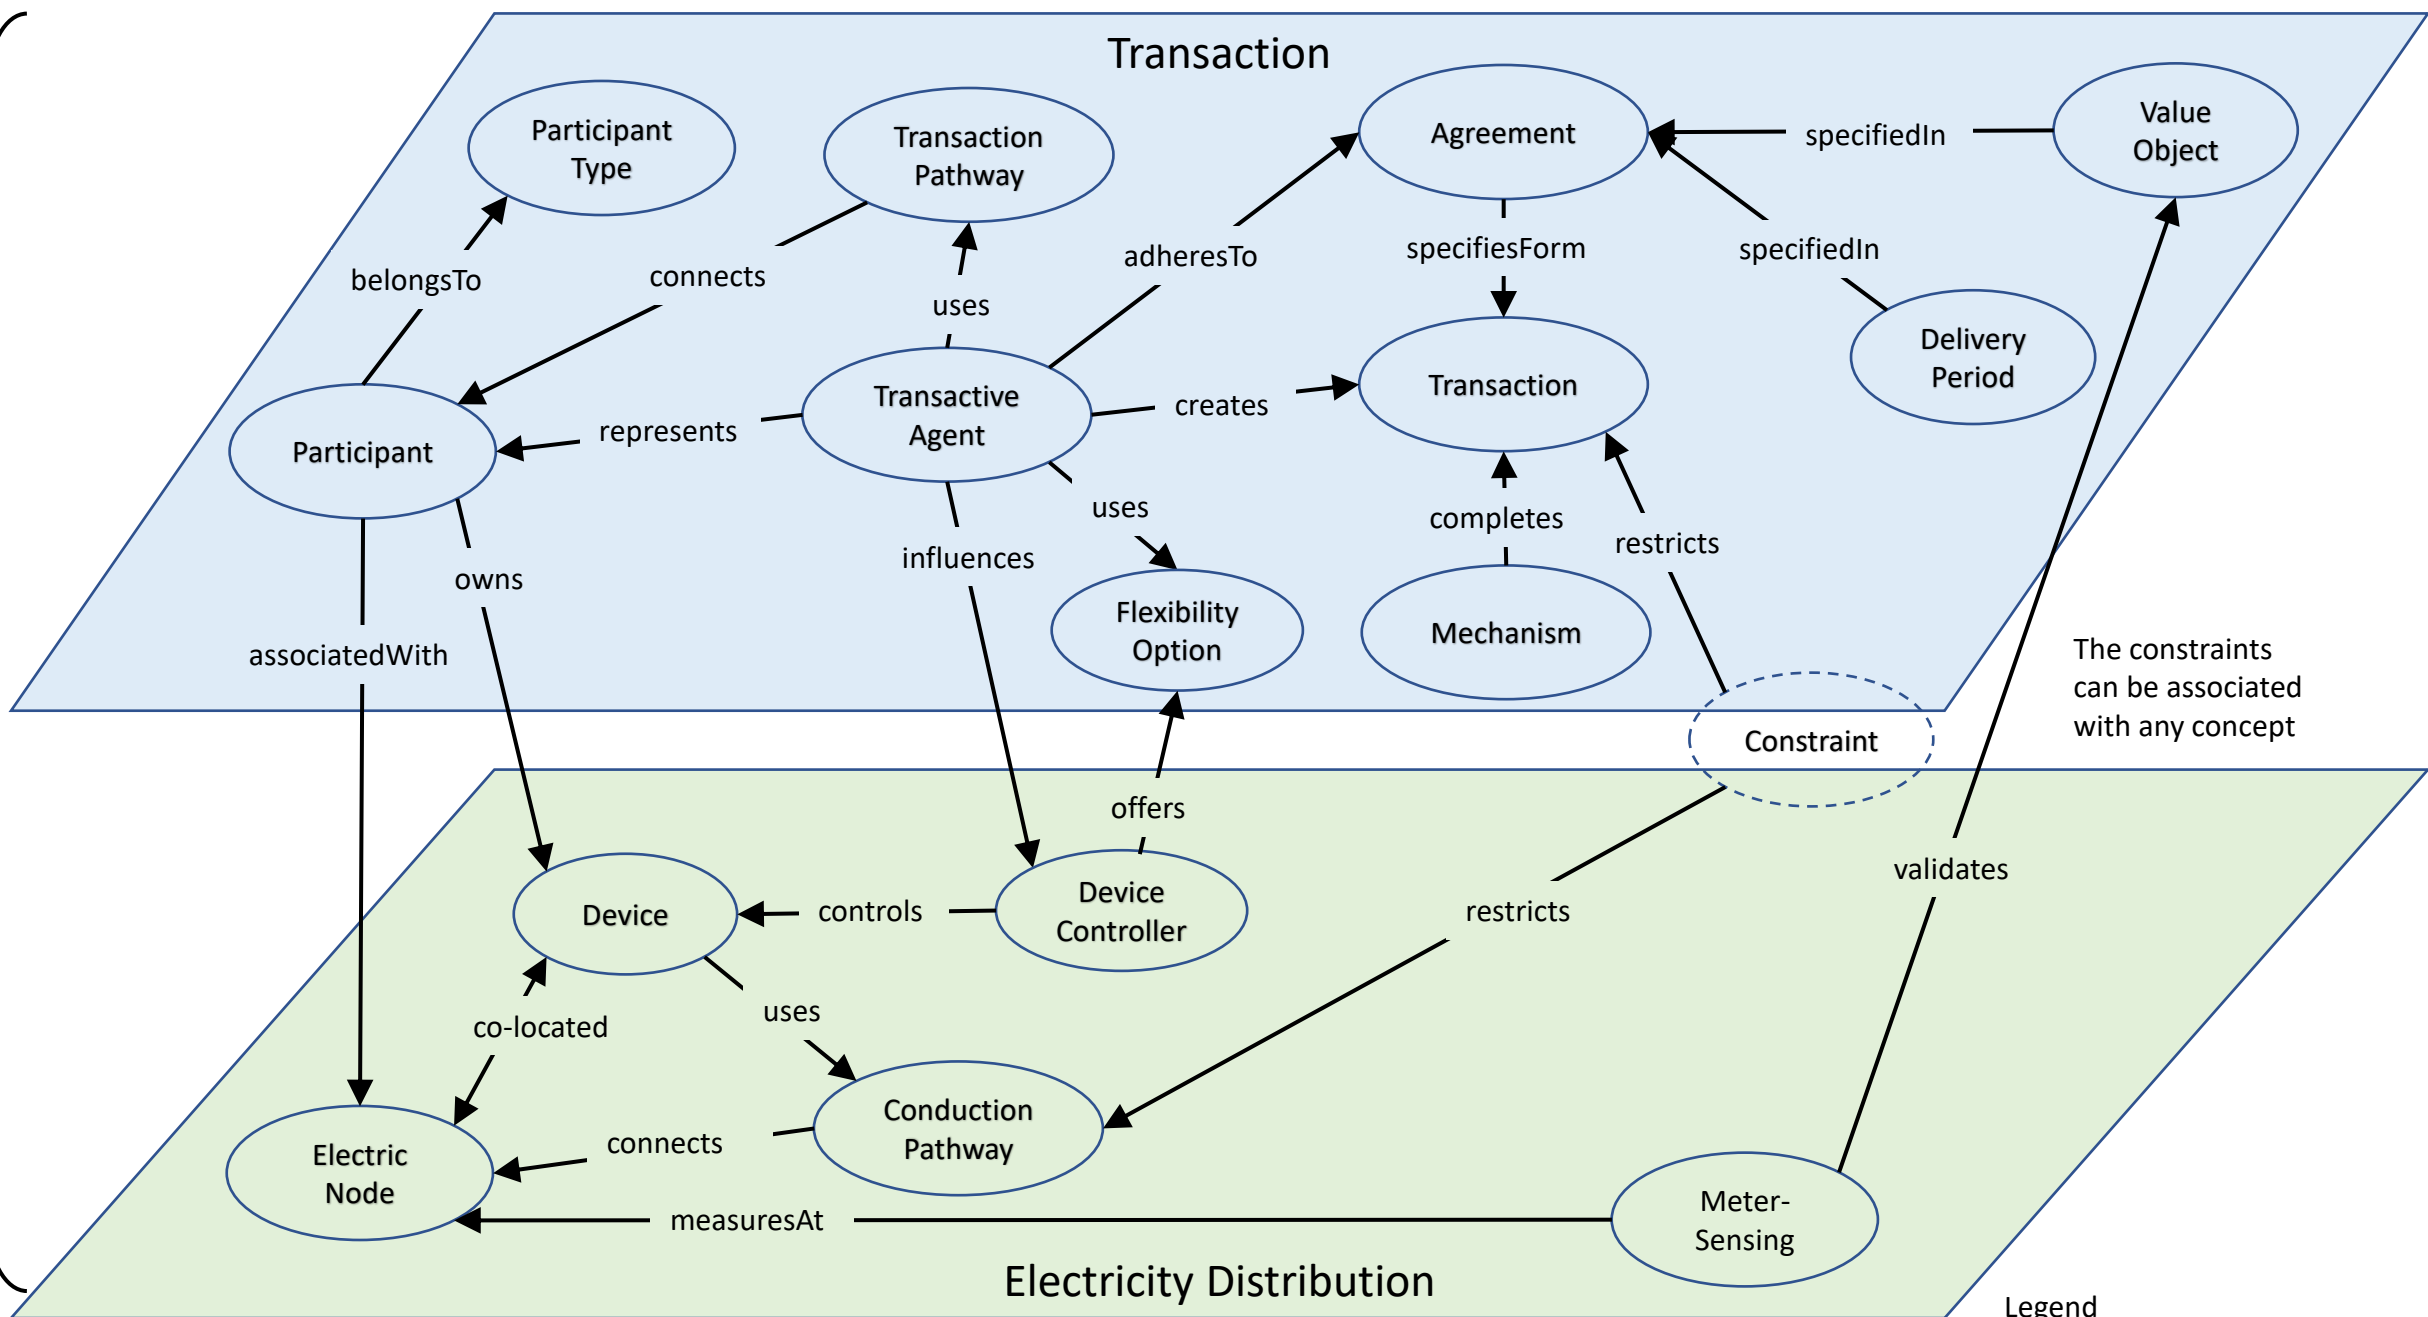 Transaction
Participant
Type
Transaction
Pathway
Agreement
specifiedIn
Value
Object
belongsTo
connects
uses
adheresTo
specifiesForm
specifiedIn
Delivery
Period
Participant
represents
Transactive
Agent
creates
Transaction
owns
associatedWith
influences
uses
completes
restricts
Flexibility
Option
Mechanism
The constraints
can be associated
with any concept
Constraint
offers
validates
Device
controls
Device
Controller
restricts
co-located
uses
Conduction
Pathway
connects
Electric
Node
measuresAt
Meter-
Sensing
Electricity Distribution
Legend